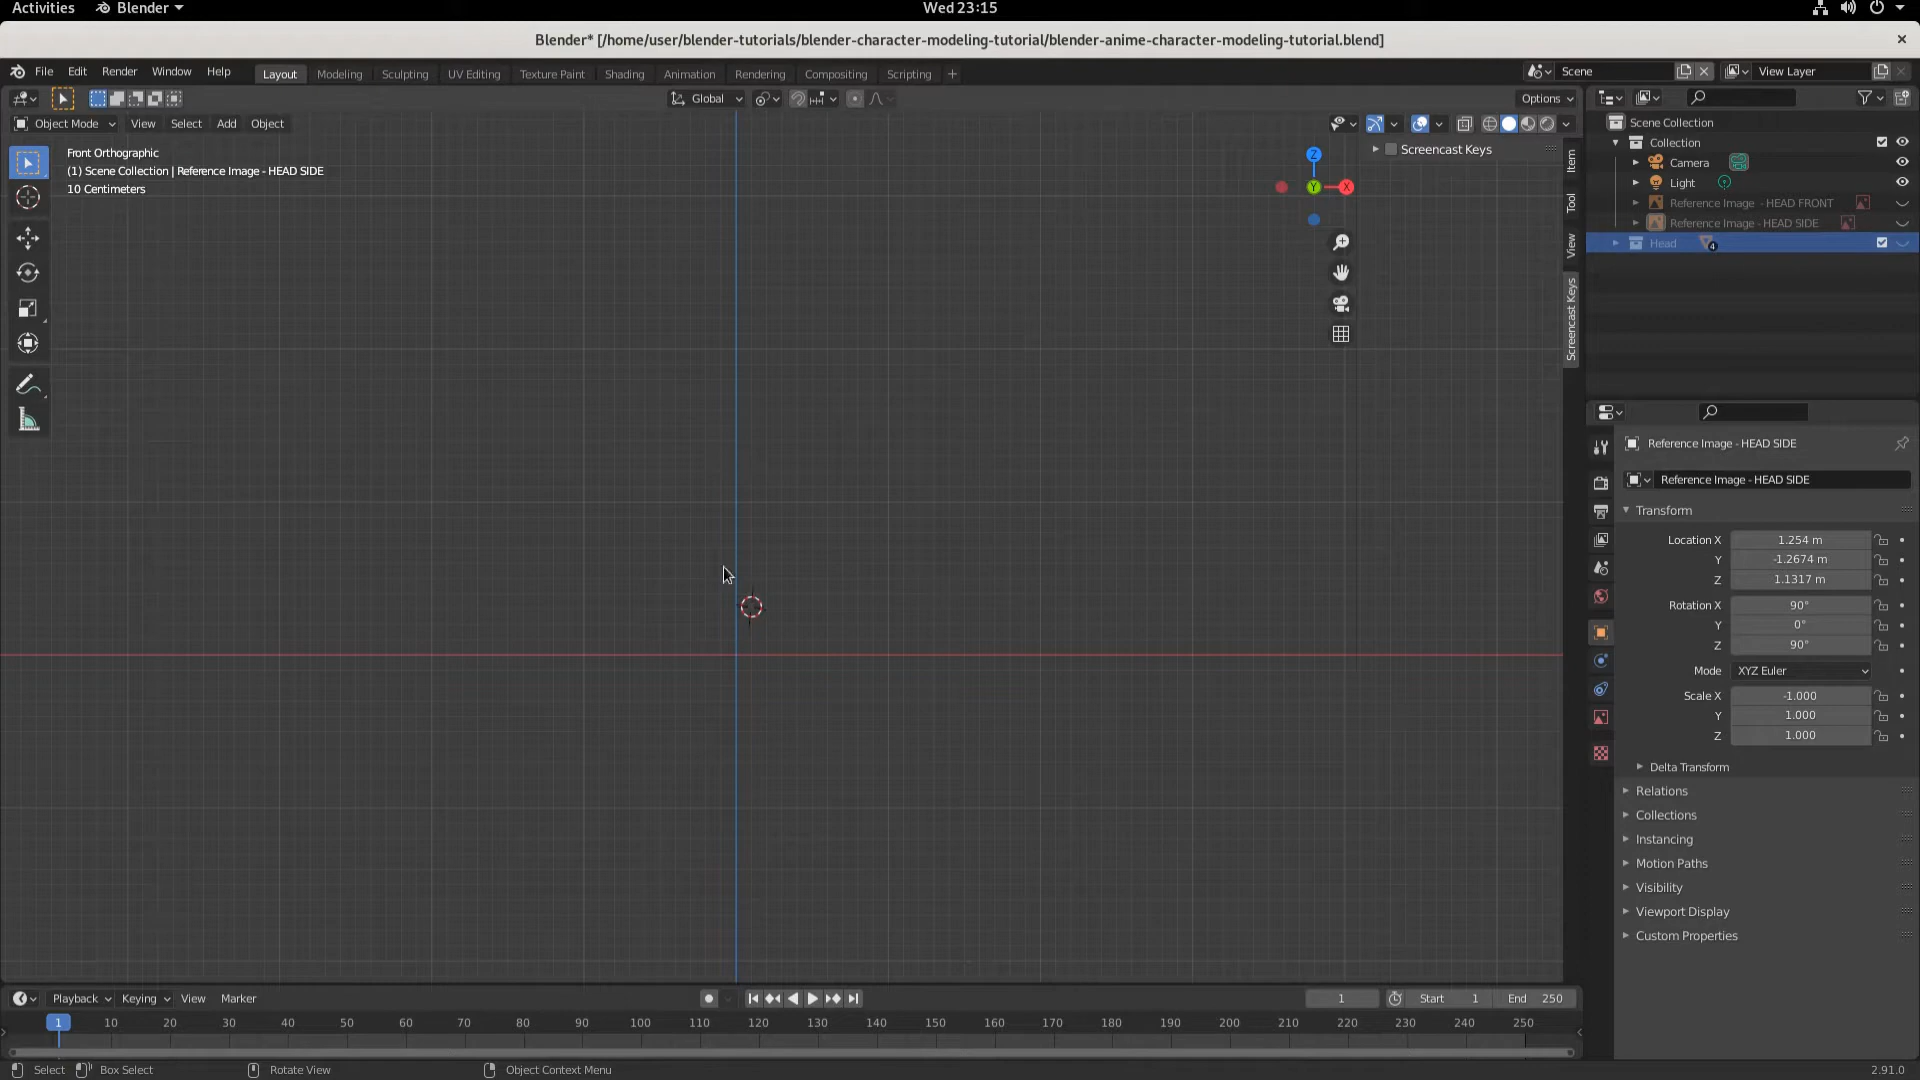 Activities Blender Wed 23:15
Blender* [/home/user/blender-tutorials/blender-character-modeling-tutorial/blender-anime-character-modeling-tutorial.blend]
File Edit Render Window Help Layout Modeling Sculpting UV Editing Texture Paint Shading Animation Rendering Compositing Scripting + Scene View Layer
Global Options
Object Mode View Select Add Object
Front Orthographic
(1) Scene Collection | Reference Image - HEAD SIDE
10 Centimeters
Z
Y
X
Screencast Keys
Item
Tool
View
Screencast Keys
Scene Collection
Collection
Camera
Light
Reference Image - HEAD FRONT
Reference Image - HEAD SIDE
Head 4
Reference Image - HEAD SIDE
Reference Image - HEAD SIDE
Transform
Location X 1.254 m
Y -1.2674 m
Z 1.1317 m
Rotation X 90°
Y 0°
Z 90°
Mode XYZ Euler
Scale X -1.000
Y 1.000
Z 1.000
Delta Transform
Relations
Collections
Instancing
Motion Paths
Visibility
Viewport Display
Custom Properties
Playback Keying View Marker 1 Start 1 End 250
1 10 20 30 40 50 60 70 80 90 100 110 120 130 140 150 160 170 180 190 200 210 220 230 240 250
Select Box Select Rotate View Object Context Menu 2.91.0